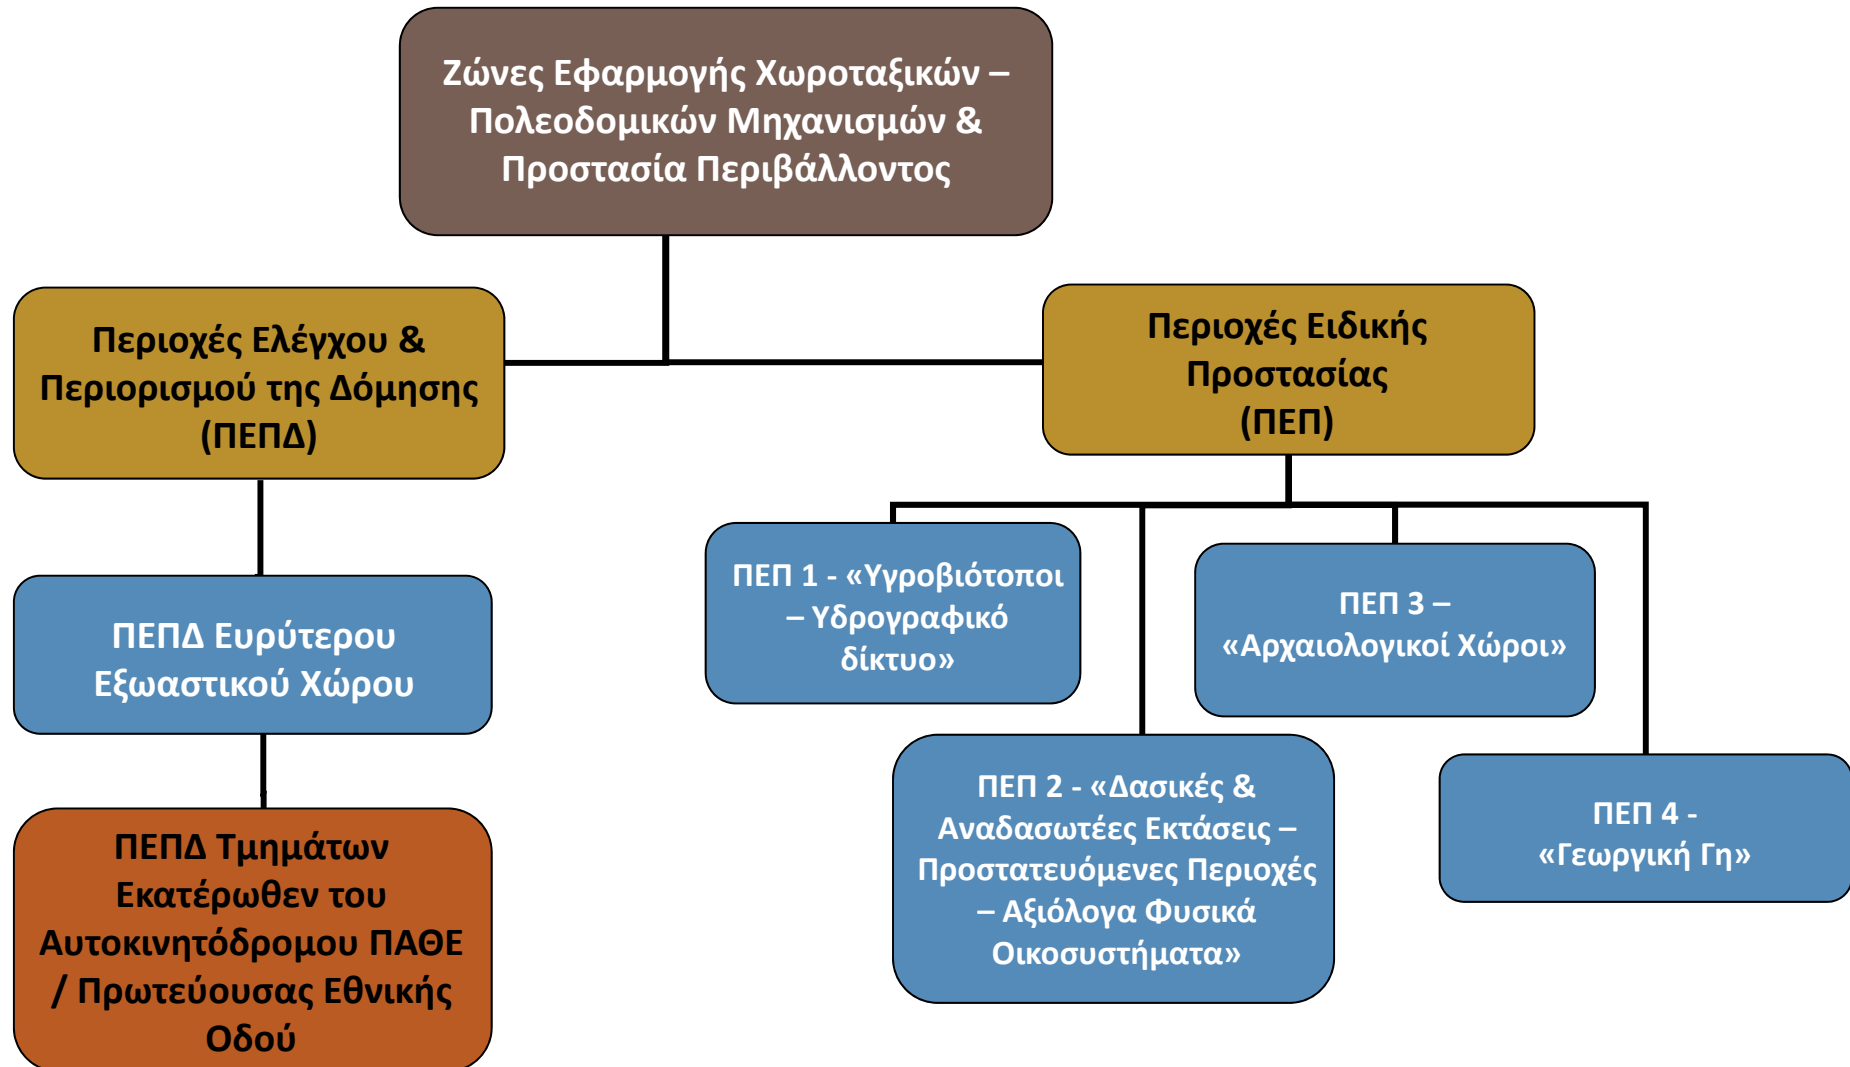 Ζώνες Εφαρμογής Χωροταξικών –
Πολεοδομικών Μηχανισμών &
Προστασία Περιβάλλοντος
Περιοχές Ελέγχου &
Περιορισμού της Δόμησης
(ΠΕΠΔ)
Περιοχές Ειδικής
Προστασίας
(ΠΕΠ)
ΠΕΠΔ Ευρύτερου
Εξωαστικού Χώρου
ΠΕΠΔ Τμημάτων
Εκατέρωθεν του
Αυτοκινητόδρομου ΠΑΘΕ
/ Πρωτεύουσας Εθνικής
Οδού
ΠΕΠ 1 - «Υγροβιότοποι
– Υδρογραφικό
δίκτυο»
ΠΕΠ 2 - «Δασικές &
Αναδασωτέες Εκτάσεις –
Προστατευόμενες Περιοχές
– Αξιόλογα Φυσικά
Οικοσυστήματα»
ΠΕΠ 3 –
«Αρχαιολογικοί Χώροι»
ΠΕΠ 4 -
«Γεωργική Γη»